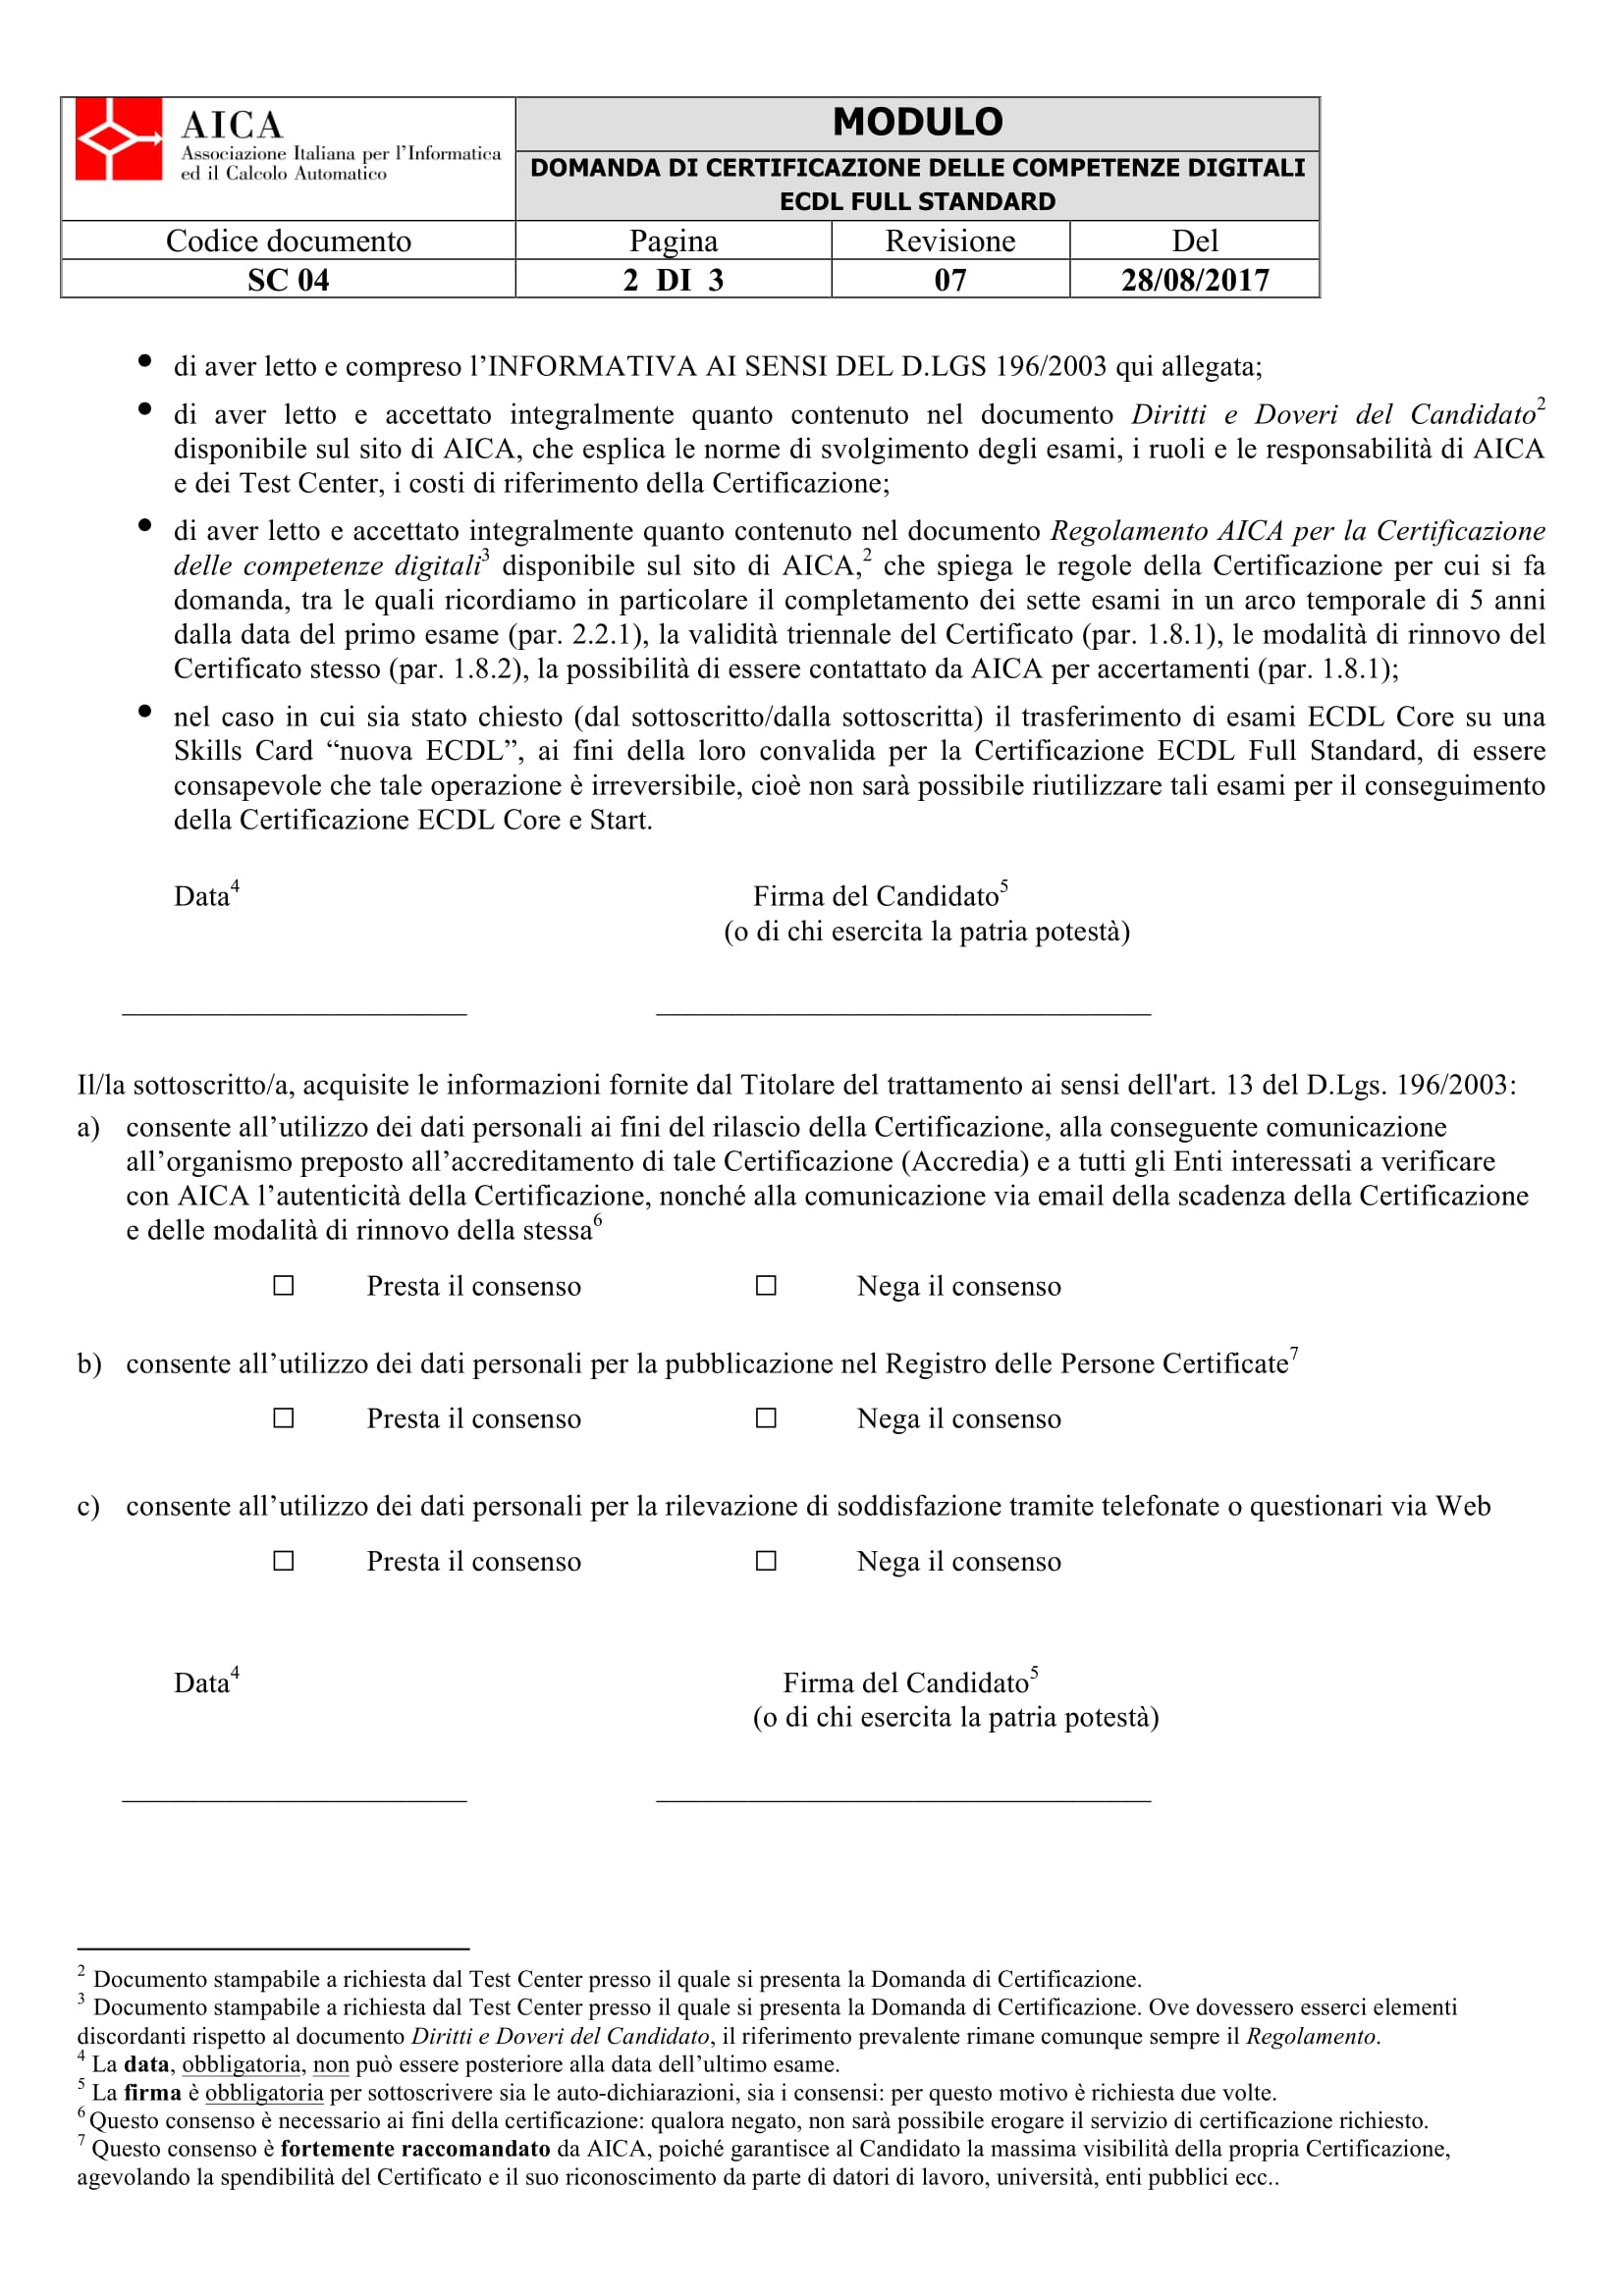 AICA
Associazione Italiana per l'Informatica
ed il Calcolo Automatico
MODULO
DOMANDA DI CERTIFICAZIONE DELLE COMPETENZE DIGITALI
ECDL FULL STANDARD
Codice documento Pagina Revisione Del
SC 04 2 DI 3 07 28/08/2017
• di aver letto e compreso l’INFORMATIVA AI SENSI DEL D.LGS 196/2003 qui allegata;
• di aver letto e accettato integralmente quanto contenuto nel documento Diritti e Doveri del Candidato2
disponibile sul sito di AICA, che esplica le norme di svolgimento degli esami, i ruoli e le responsabilità di AICA
e dei Test Center, i costi di riferimento della Certificazione;
• di aver letto e accettato integralmente quanto contenuto nel documento Regolamento AICA per la Certificazione
delle competenze digitali3 disponibile sul sito di AICA,2 che spiega le regole della Certificazione per cui si fa
domanda, tra le quali ricordiamo in particolare il completamento dei sette esami in un arco temporale di 5 anni
dalla data del primo esame (par. 2.2.1), la validità triennale del Certificato (par. 1.8.1), le modalità di rinnovo del
Certificato stesso (par. 1.8.2), la possibilità di essere contattato da AICA per accertamenti (par. 1.8.1);
• nel caso in cui sia stato chiesto (dal sottoscritto/dalla sottoscritta) il trasferimento di esami ECDL Core su una
Skills Card “nuova ECDL”, ai fini della loro convalida per la Certificazione ECDL Full Standard, di essere
consapevole che tale operazione è irreversibile, cioè non sarà possibile riutilizzare tali esami per il conseguimento
della Certificazione ECDL Core e Start.
Data4 Firma del Candidato5
(o di chi esercita la patria potestà)
Il/la sottoscritto/a, acquisite le informazioni fornite dal Titolare del trattamento ai sensi dell'art. 13 del D.Lgs. 196/2003:
a) consente all’utilizzo dei dati personali ai fini del rilascio della Certificazione, alla conseguente comunicazione
all’organismo preposto all’accreditamento di tale Certificazione (Accredia) e a tutti gli Enti interessati a verificare
con AICA l’autenticità della Certificazione, nonché alla comunicazione via email della scadenza della Certificazione
e delle modalità di rinnovo della stessa6
☐ Presta il consenso ☐ Nega il consenso
b) consente all’utilizzo dei dati personali per la pubblicazione nel Registro delle Persone Certificate7
☐ Presta il consenso ☐ Nega il consenso
c) consente all’utilizzo dei dati personali per la rilevazione di soddisfazione tramite telefonate o questionari via Web
☐ Presta il consenso ☐ Nega il consenso
Data4 Firma del Candidato5
(o di chi esercita la patria potestà)
2 Documento stampabile a richiesta dal Test Center presso il quale si presenta la Domanda di Certificazione.
3 Documento stampabile a richiesta dal Test Center presso il quale si presenta la Domanda di Certificazione. Ove dovessero esserci elementi
discordanti rispetto al documento Diritti e Doveri del Candidato, il riferimento prevalente rimane comunque sempre il Regolamento.
4 La data, obbligatoria, non può essere posteriore alla data dell’ultimo esame.
5 La firma è obbligatoria per sottoscrivere sia le auto-dichiarazioni, sia i consensi: per questo motivo è richiesta due volte.
6 Questo consenso è necessario ai fini della certificazione: qualora negato, non sarà possibile erogare il servizio di certificazione richiesto.
7 Questo consenso è fortemente raccomandato da AICA, poiché garantisce al Candidato la massima visibilità della propria Certificazione,
agevolando la spendibilità del Certificato e il suo riconoscimento da parte di datori di lavoro, università, enti pubblici ecc..